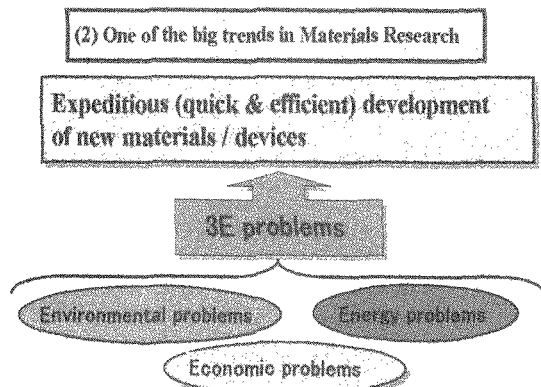 (2) One of the big trends in Materials Research
Expeditious (quick & efficient) development
of new materials / devices
3E problems
Environmental problems
Energy problems
Economic problems